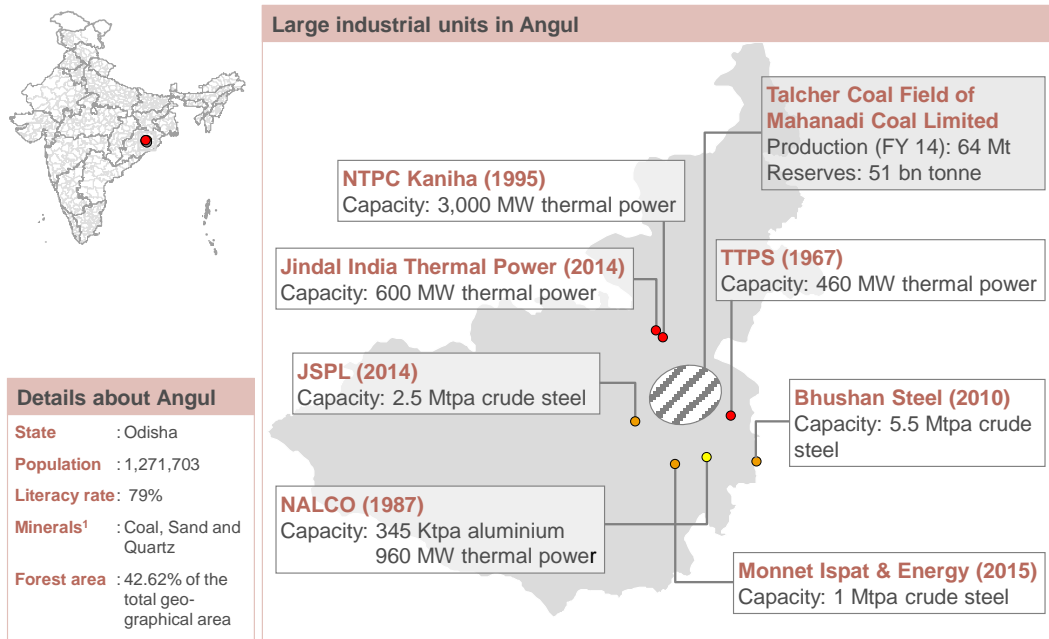 Large industrial units in Angul
Talcher Coal Field of
Mahanadi Coal Limited
Production (FY 14): 64 Mt
Reserves: 51 bn tonne
NTPC Kaniha (1995)
Capacity: 3,000 MW thermal power
Jindal India Thermal Power (2014)
Capacity: 600 MW thermal power
TTPS (1967)
Capacity: 460 MW thermal power
JSPL (2014)
Capacity: 2.5 Mtpa crude steel
Bhushan Steel (2010)
Capacity: 5.5 Mtpa crude
steel
NALCO (1987)
Capacity: 345 Ktpa aluminium
960 MW thermal power
Monnet Ispat & Energy (2015)
Capacity: 1 Mtpa crude steel
Details about Angul
State : Odisha
Population : 1,271,703
Literacy rate : 79%
Minerals¹ : Coal, Sand and
Quartz
Forest area : 42.62% of the
total geo-
graphical area